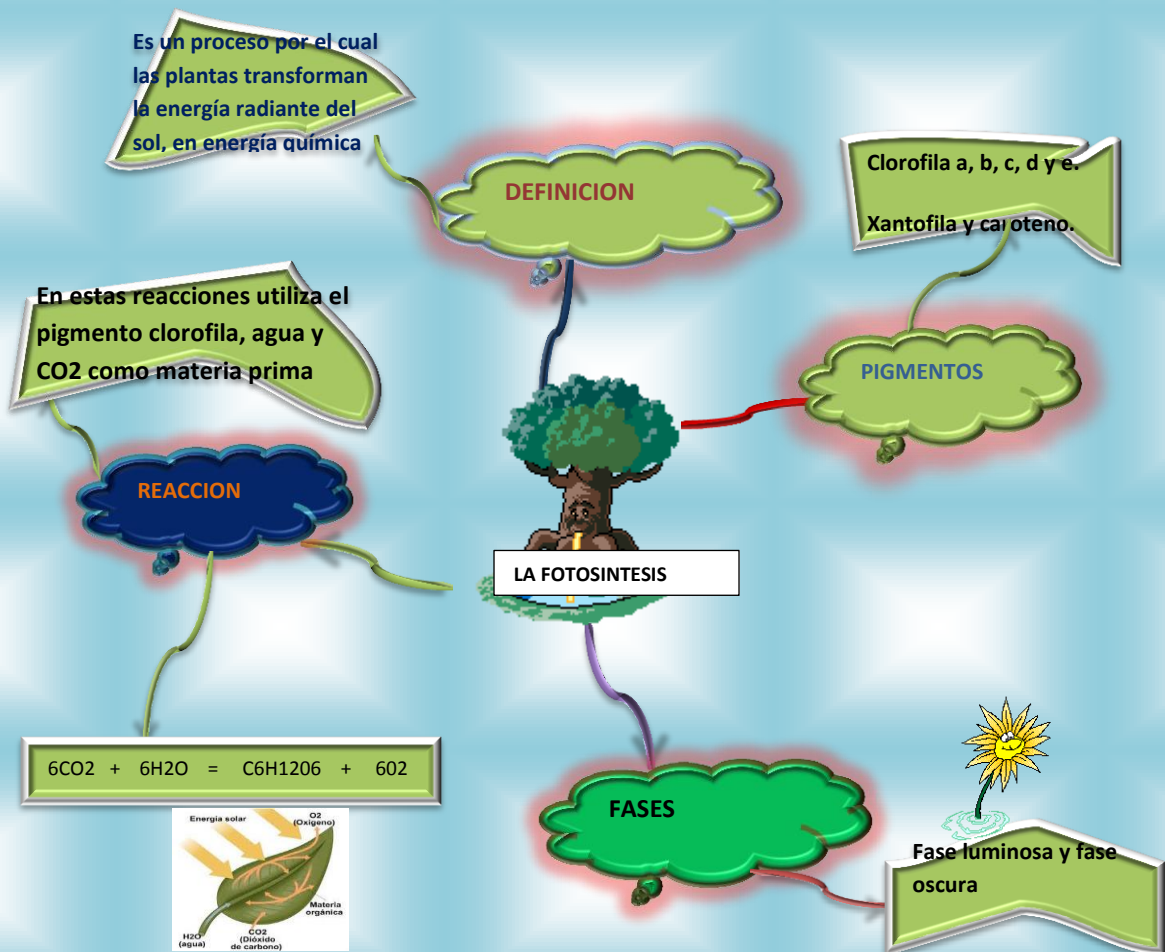 Es un proceso por el cual
las plantas transforman
la energía radiante del
sol, en energía química
DEFINICION
Clorofila a, b, c, d y e.
Xantofila y caroteno.
En estas reacciones utiliza el
pigmento clorofila, agua y
CO2 como materia prima
PIGMENTOS
REACCION
LA FOTOSINTESIS
6CO2 + 6H2O = C6H1206 + 602
FASES
Energía solar
O2
(Oxígeno)
Materia
orgánica
H2O
(agua)
CO2
(Dióxido
de carbono)
Fase luminosa y fase
oscura